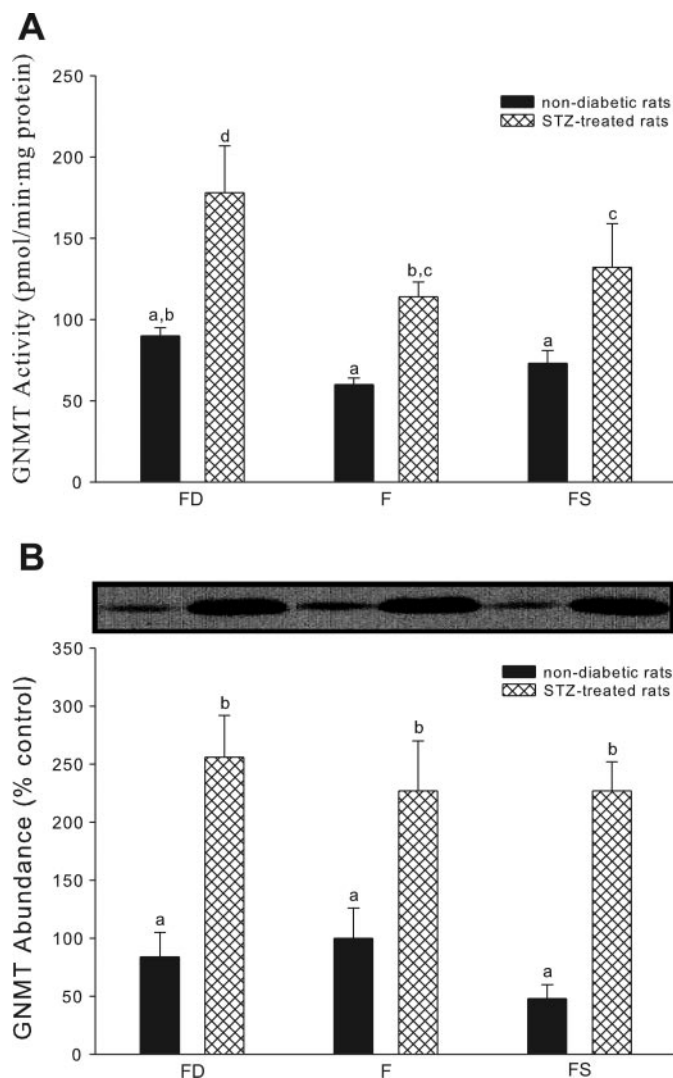 A
GNMT Activity (pmol/min·mg protein)
250
200
150
100
50
0
non-diabetic rats
STZ-treated rats
a,b
d
a
b,c
a
c
FD
F
FS
B
GNMT Abundance (% control)
350
300
250
200
150
100
50
0
non-diabetic rats
STZ-treated rats
a
b
a
b
a
b
FD
F
FS